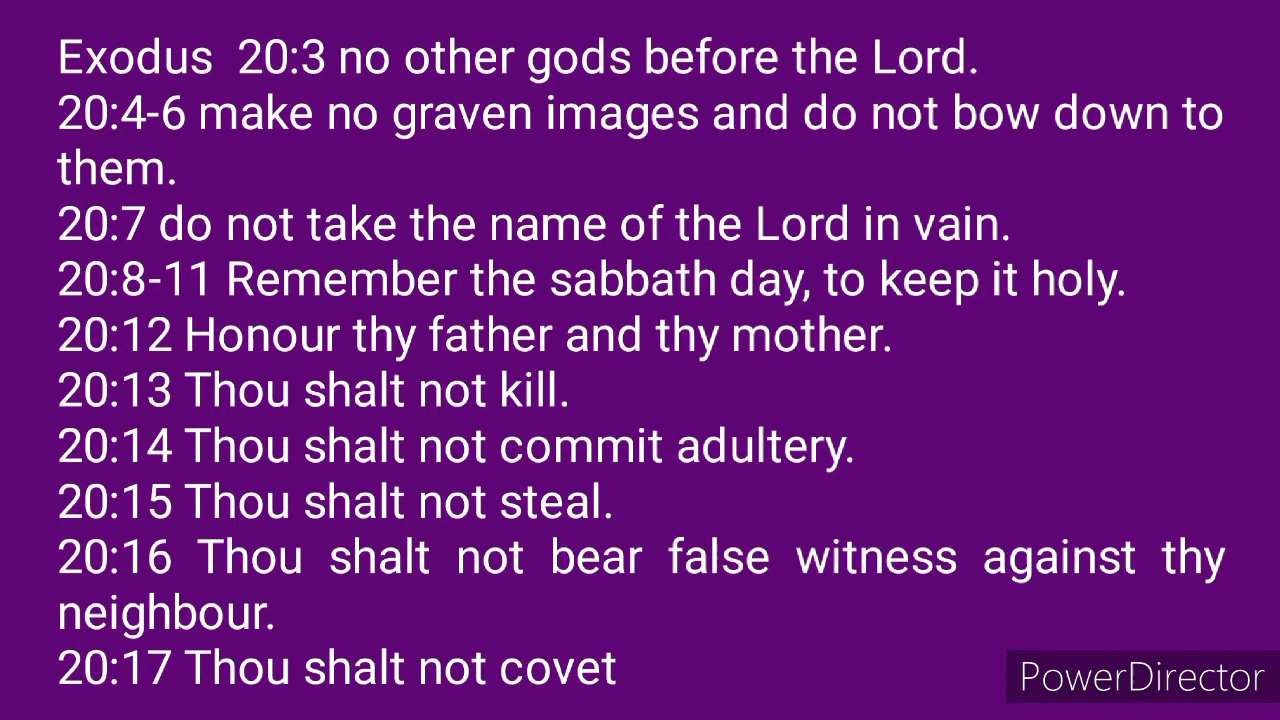 Exodus  20:3 no other gods before the Lord.
20:4-6 make no graven images and do not bow down to
them.
20:7 do not take the name of the Lord in vain.
20:8-11 Remember the sabbath day, to keep it holy.
20:12 Honour thy father and thy mother.
20:13 Thou shalt not kill.
20:14 Thou shalt not commit adultery.
20:15 Thou shalt not steal.
20:16 Thou shalt not bear false witness against thy
neighbour.
20:17 Thou shalt not covet
PowerDirector